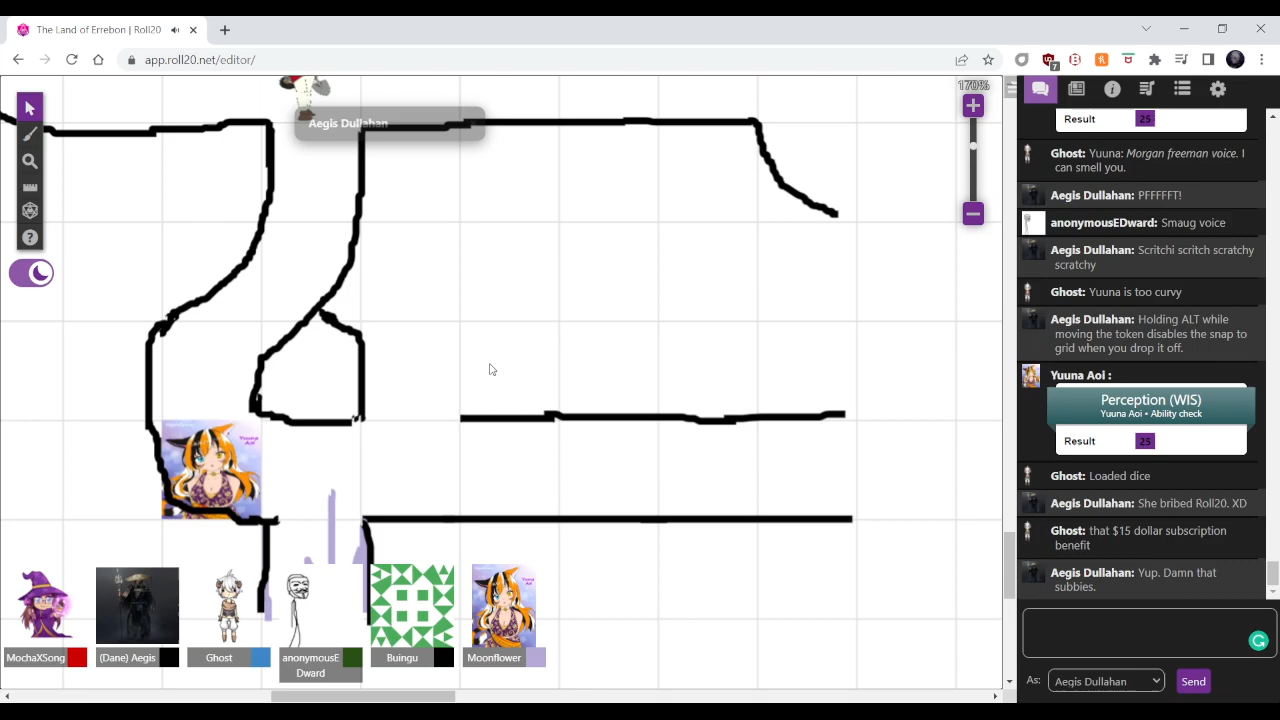 The Land of Errebon | Roll20
app.roll20.net/editor/
7
170%
Aegis Dullahan
Result 25
Ghost: Yuuna: Morgan freeman voice. I
can smell you.
Aegis Dullahan: PFFFFFT!
anonymousEDward: Smaug voice
Aegis Dullahan: Scritchi scritch scratchy
scratchy
Ghost: Yuuna is too curvy
Aegis Dullahan: Holding ALT while
moving the token disables the snap to
grid when you drop it off.
Yuuna Aoi :
Perception (WIS)
Yuuna Aoi • Ability check
Result 25
Ghost: Loaded dice
Aegis Dullahan: She bribed Roll20. XD
Ghost: that $15 dollar subscription
benefit
Aegis Dullahan: Yup. Damn that
subbies.
Yuuna
Aoi
MochaXSong
(Dane) Aegis
Ghost
anonymousE
Dward
Buingu
Moonflower
As: Aegis Dullahan
Send